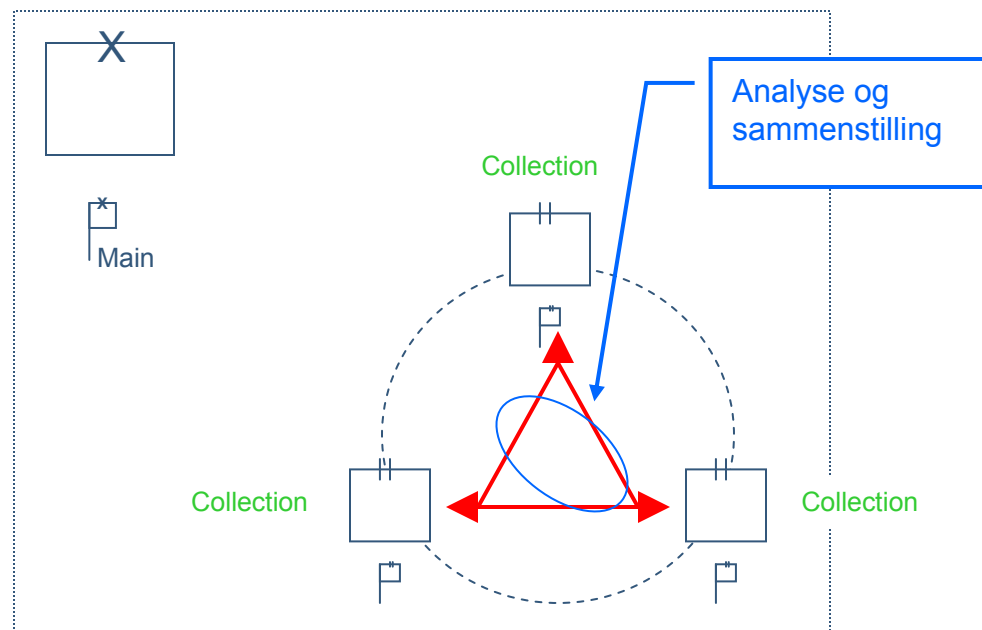 X
Analyse og
sammenstilling
Collection
x
Main
Collection
Collection